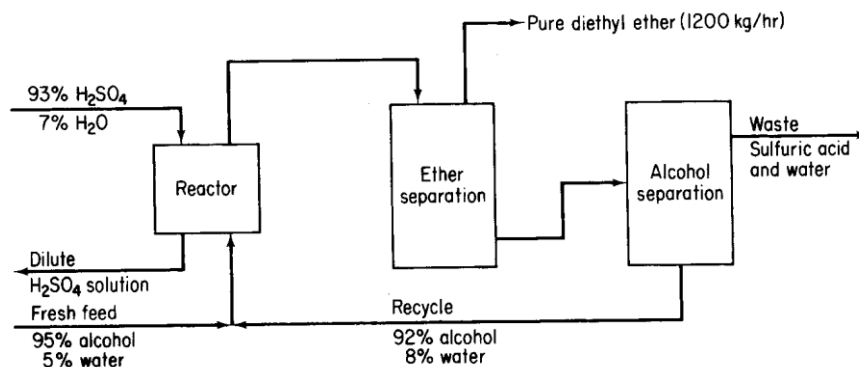 Pure diethyl ether (1200 kg/hr)
93% H₂SO₄
7% H₂O
Reactor
Ether
separation
Alcohol
separation
Waste
Sulfuric acid
and water
Dilute
H₂SO₄ solution
Fresh feed
95% alcohol
5% water
Recycle
92% alcohol
8% water